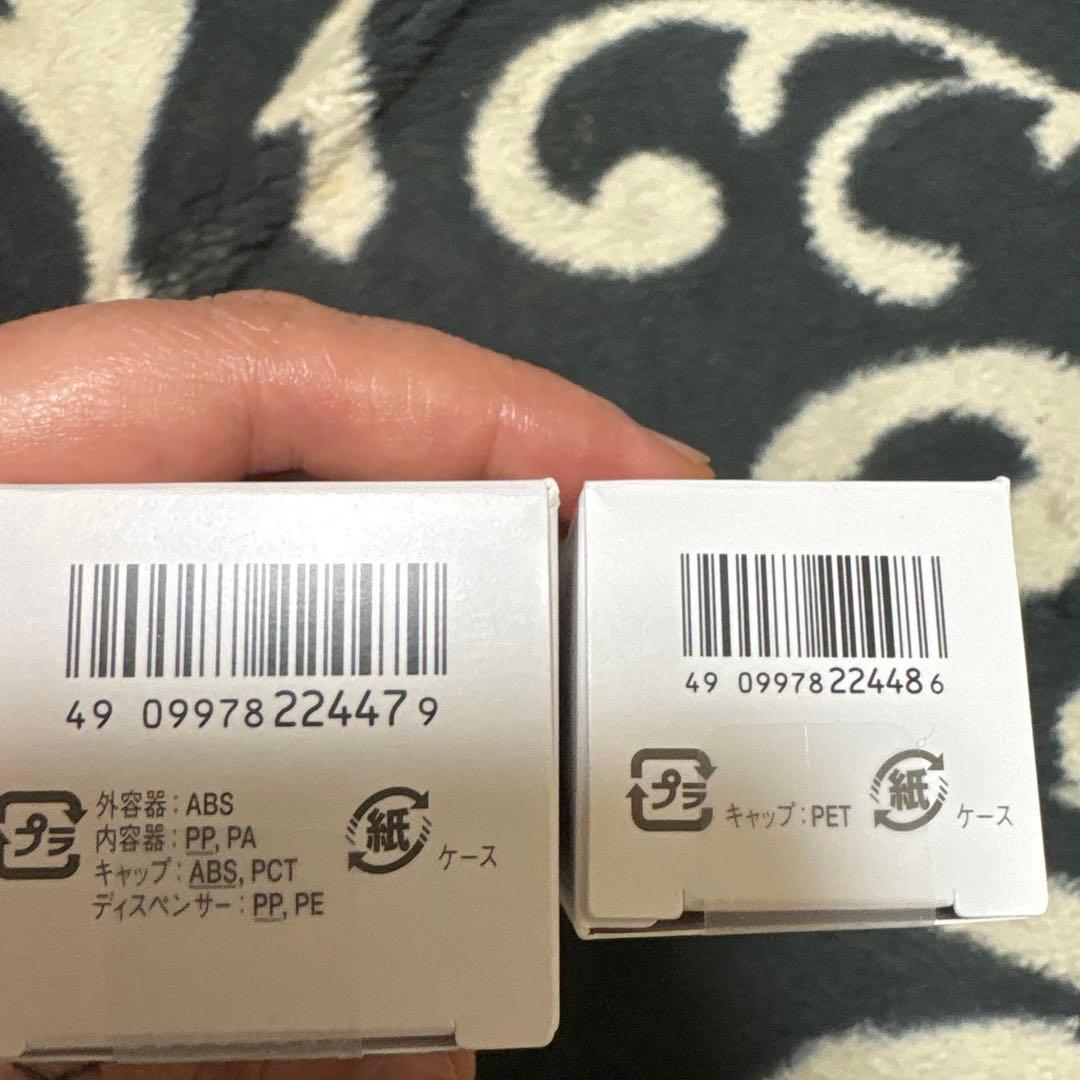 49 09978 22447 9
プラ
外容器：ABS
内容器：PP, PA
キャップ：ABS, PCT
ディスペンサー：PP, PE
紙
ケース
49 09978 22448 6
プラ
キャップ：PET
紙
ケース